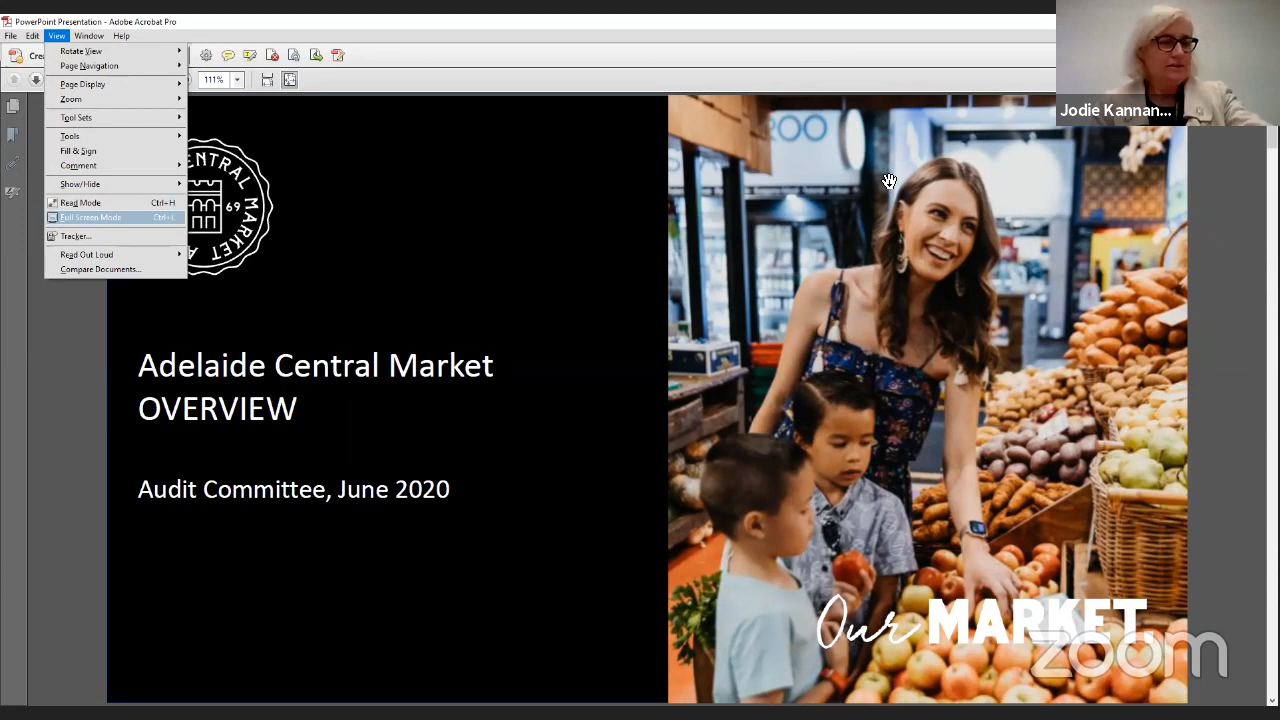 PowerPoint Presentation - Adobe Acrobat Pro
File Edit View Window Help
Rotate View
Page Navigation
Page Display
Zoom
Tool Sets
Tools
Fill & Sign
Comment
Show/Hide
Read Mode Ctrl+H
Full Screen Mode Ctrl+L
Tracker...
Read Out Loud
Compare Documents...
111%
Jodie Kannan...
CENTRAL MARKET A
69
Adelaide Central Market
OVERVIEW
Audit Committee, June 2020
Our MARKET.
zoom